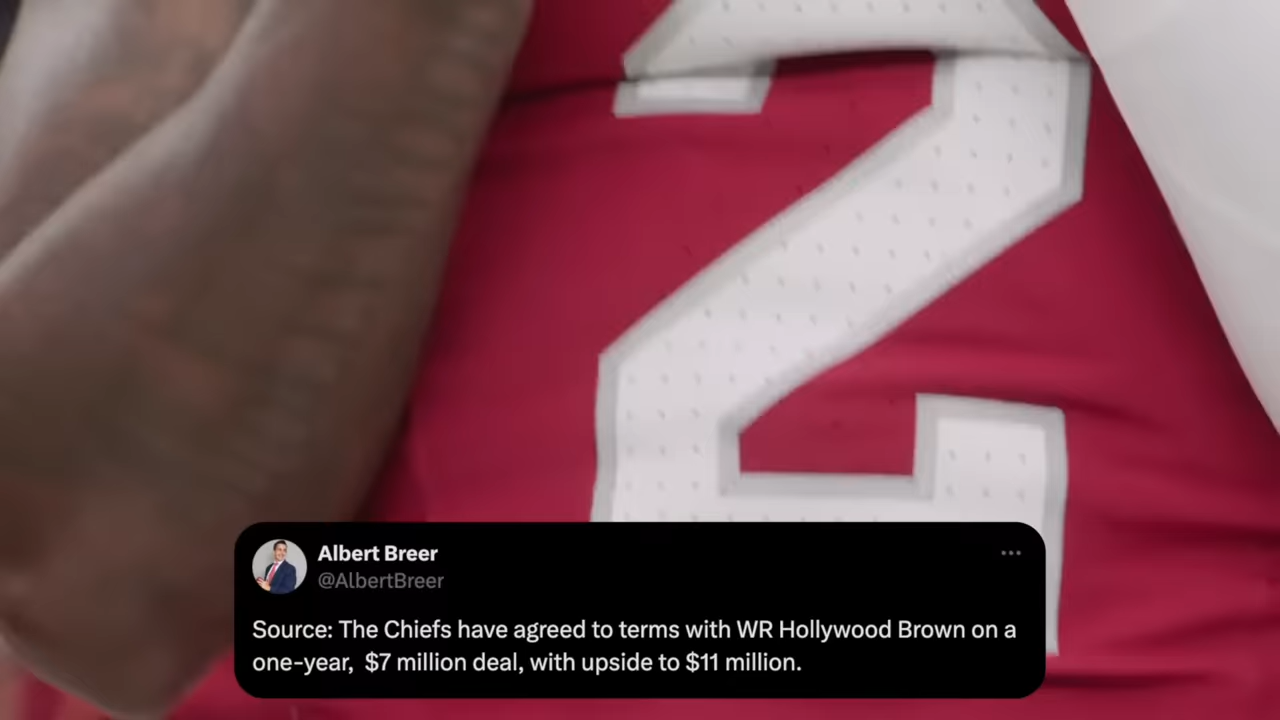 2
Albert Breer
@AlbertBreer
Source: The Chiefs have agreed to terms with WR Hollywood Brown on a
one-year,  $7 million deal, with upside to $11 million.